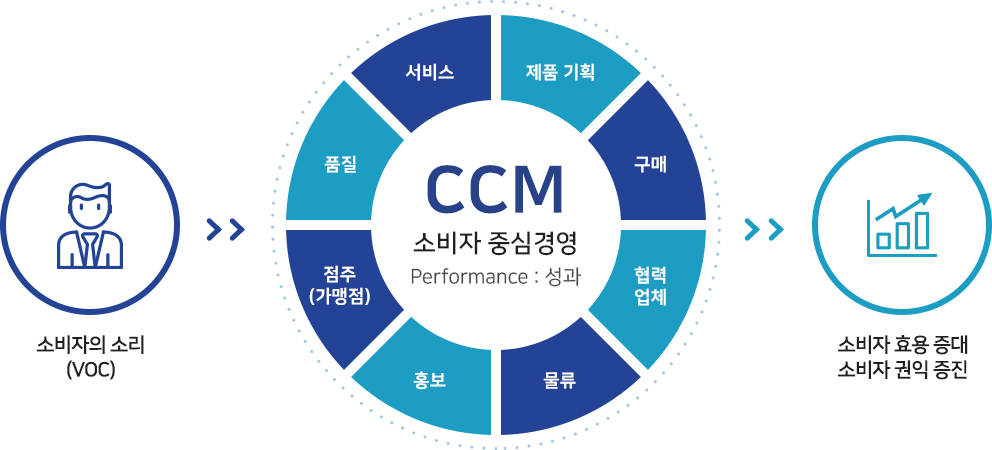 소비자의 소리
(VOC)
CCM
소비자 중심경영
Performance : 성과
제품 기획
구매
협력
업체
물류
홍보
점주
(가맹점)
품질
서비스
소비자 효용 증대
소비자 권익 증진